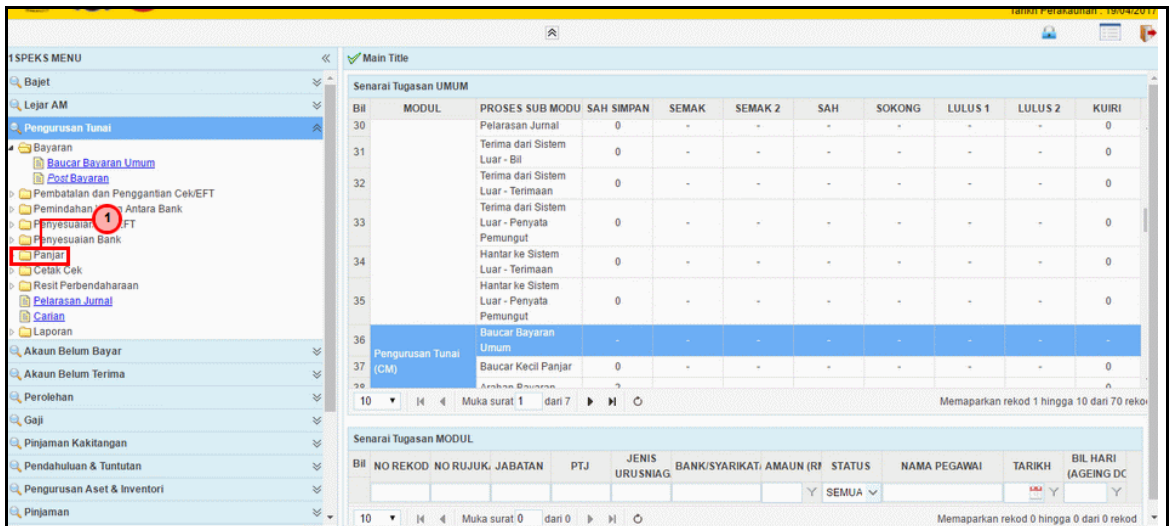 Tarikh Perakaunan : 19/04/2017
1SPEKS MENU
Main Title
Bajet
Lejar AM
Pengurusan Tunai
Bayaran
Baucar Bayaran Umum
Post Bayaran
Pembatalan dan Penggantian Cek/EFT
Pemindahan Antara Bank
Penyesuaian EFT
1
Penyesuaian Bank
Panjar
Cetak Cek
Resit Perbendaharaan
Pelarasan Jurnal
Carian
Laporan
Akaun Belum Bayar
Akaun Belum Terima
Perolehan
Gaji
Pinjaman Kakitangan
Pendahuluan & Tuntutan
Pengurusan Aset & Inventori
Pinjaman
Senarai Tugasan UMUM
Bil MODUL PROSES SUB MODU SAH SIMPAN SEMAK SEMAK 2 SAH SOKONG LULUS 1 LULUS 2 KUIRI
30 Pelarasan Jurnal 0 - - - - - - 0
31 Terima dari Sistem Luar - Bil 0 - - - - - - 0
32 Terima dari Sistem Luar - Terimaan 0 - - - - - - 0
33 Terima dari Sistem Luar - Penyata Pemungut 0 - - - - - - 0
34 Hantar ke Sistem Luar - Terimaan 0 - - - - - - 0
35 Hantar ke Sistem Luar - Penyata Pemungut 0 - - - - - - 0
36 Pengurusan Tunai (CM) Baucar Bayaran Umum - - - - - - - -
37 Baucar Kecil Panjar 0 - - - - - - 0
38 Arahan Bayaran 2 0
10 Muka surat 1 dari 7 Memaparkan rekod 1 hingga 10 dari 70 reko
Senarai Tugasan MODUL
Bil NO REKOD NO RUJUK JABATAN PTJ JENIS URUSNIAG BANK/SYARIKAT AMAUN (RM STATUS NAMA PEGAWAI TARIKH BIL HARI (AGEING DO
SEMUA
10 Muka surat 0 dari 0 Memaparkan rekod 0 hingga 0 dari 0 rekod